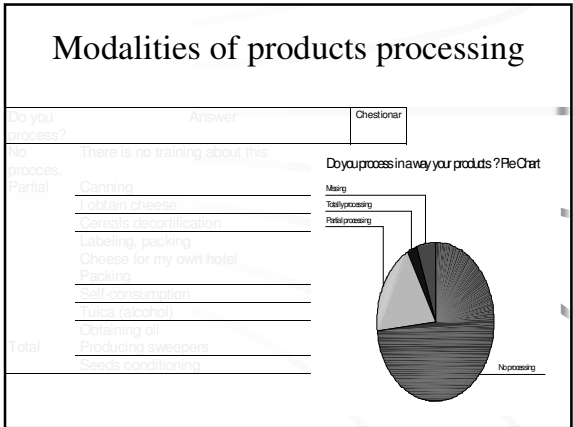 Modalities of products processing
Do you process?
Answer
Chestionar
No procces.
There is no training about this
Partial
Canning
I obtain cheese
Cereals decortification
Labeling, packing
Cheese for my own hotel
Packing
Self-consumption
Tuica (alcohol)
Obtaining oil
Total
Producing sweepers
Seeds conditioning
Do you process in a way your products ? Pie Chart
Missing
Totally processing
Partial processing
No processing